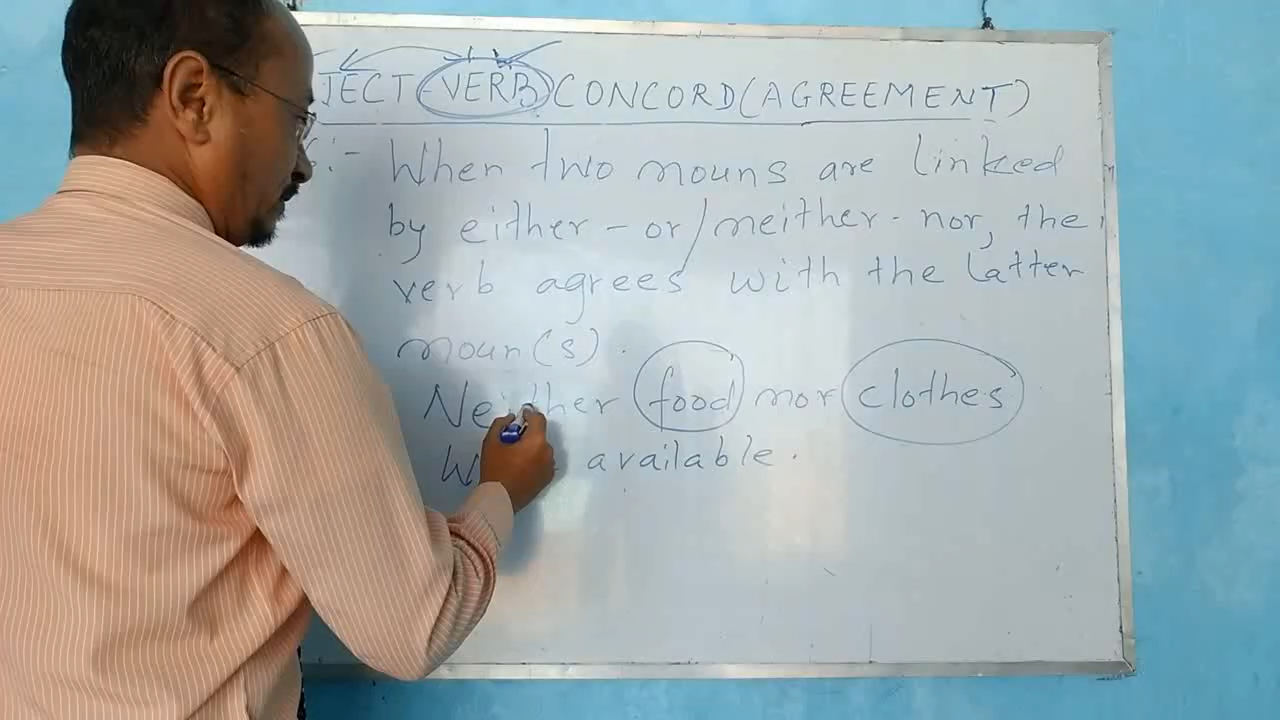 JECT-VERB CONCORD (AGREEMENT)
:- When two nouns are linked
by either-or/neither-nor, the
verb agrees with the latter
noun(s).
Neither food nor clothes
available.